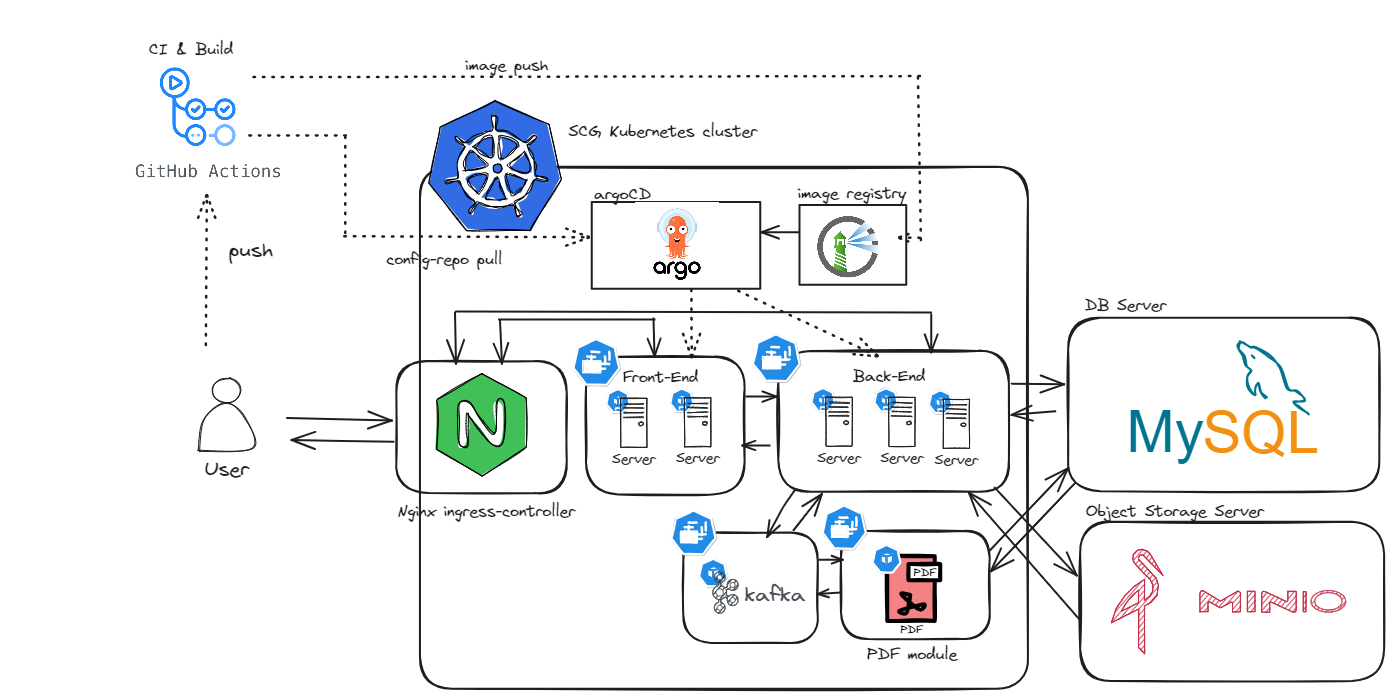 CI & Build
image push
SCG Kubernetes cluster
GitHub Actions
argoCD
image registry
push
config-repo pull
argo
DB Server
Front-End
Back-End
MySQL
Server
Server
Server
Server
Server
User
N
Nginx ingress-controller
Object Storage Server
PDF
kafka
MINIO
PDF
PDF module